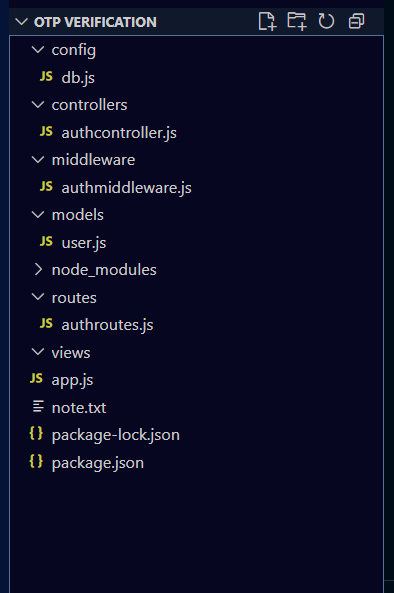 OTP VERIFICATION
config
JS db.js
controllers
JS authcontroller.js
middleware
JS authmiddleware.js
models
JS user.js
node_modules
routes
JS authroutes.js
views
JS app.js
note.txt
{} package-lock.json
{} package.json